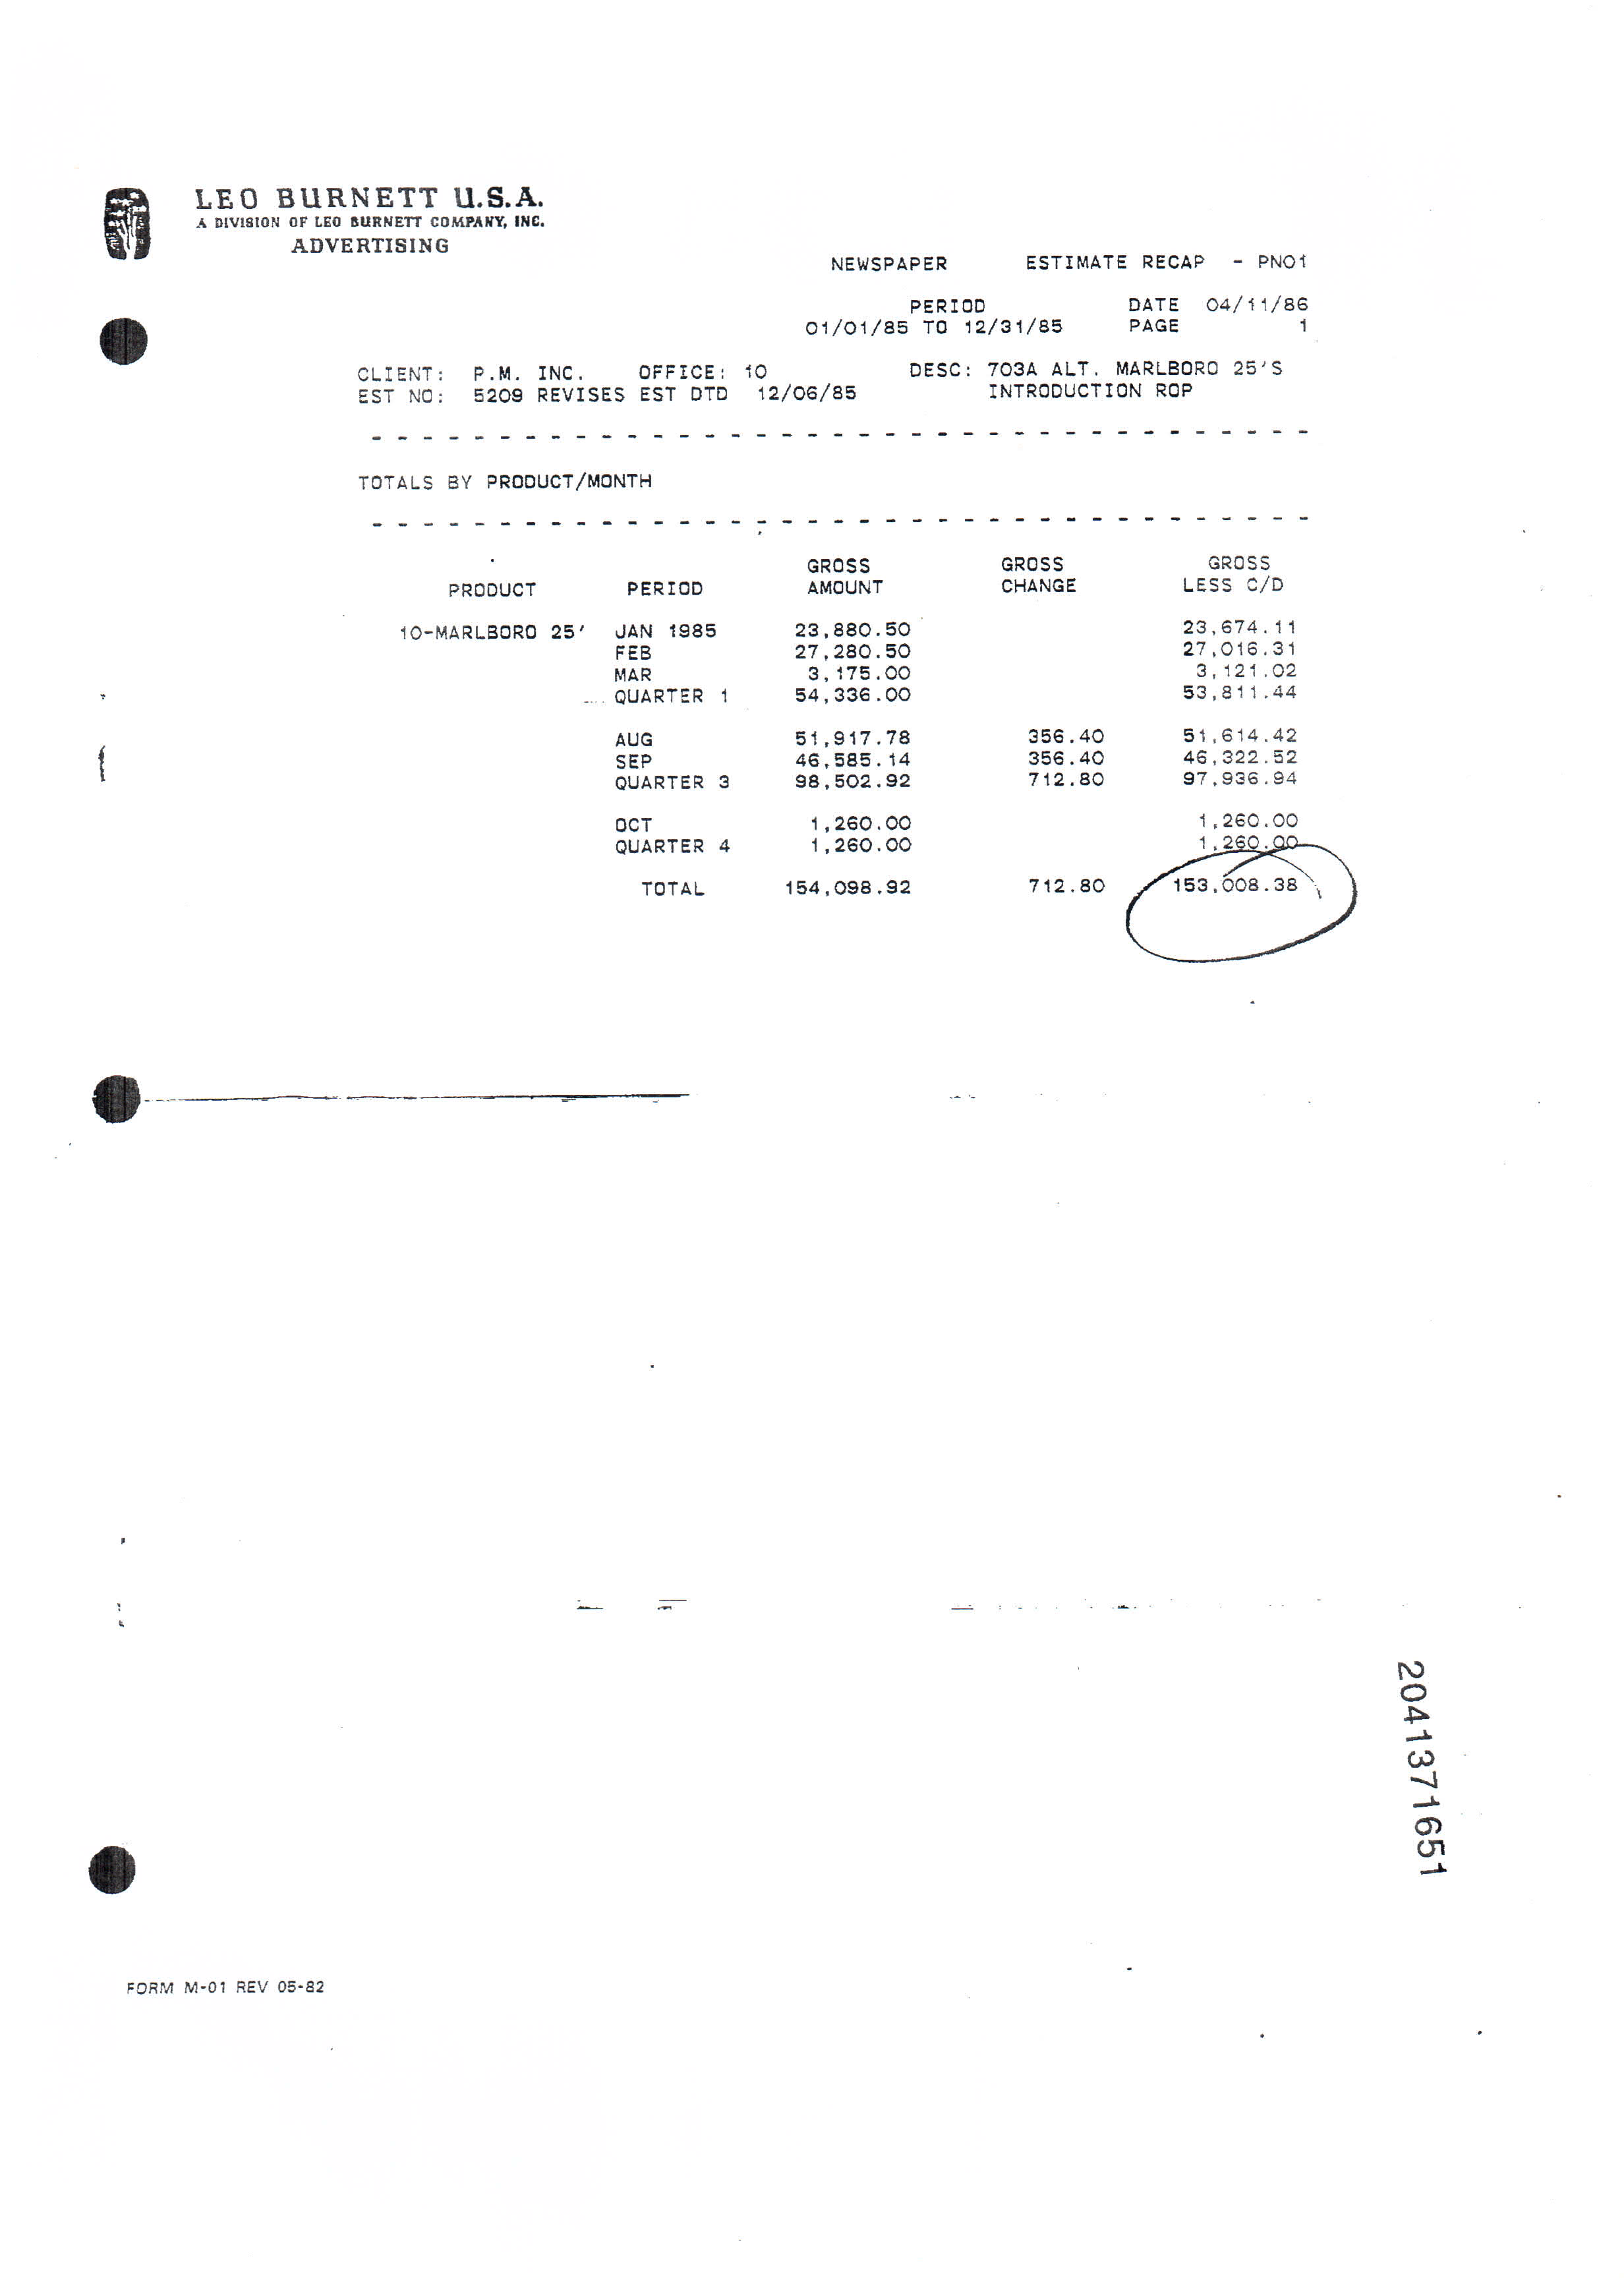 LEO BURNETT U.S.A.
A DIVISION OF LEO BURNETT COMPANY, INC.
ADVERTISING
NEWSPAPER ESTIMATE RECAP - PN01
PERIOD DATE 04/11/86
01/01/85 TO 12/31/85 PAGE 1
CLIENT: P.M. INC. OFFICE: 10 DESC: 703A ALT. MARLBORO 25'S
EST NO: 5209 REVISES EST DTD 12/06/85 INTRODUCTION ROP
TOTALS BY PRODUCT/MONTH
GROSS GROSS GROSS
PRODUCT PERIOD AMOUNT CHANGE LESS C/D
10-MARLBORO 25' JAN 1985 23,880.50 23,674.11
FEB 27,280.50 27,016.31
MAR 3,175.00 3,121.02
QUARTER 1 54,336.00 53,811.44
AUG 51,917.78 356.40 51,614.42
SEP 46,585.14 356.40 46,322.52
QUARTER 3 98,502.92 712.80 97,936.94
OCT 1,260.00 1,260.00
QUARTER 4 1,260.00 1,260.00
TOTAL 154,098.92 712.80 153,008.38
2041371651
FORM M-01 REV 05-82